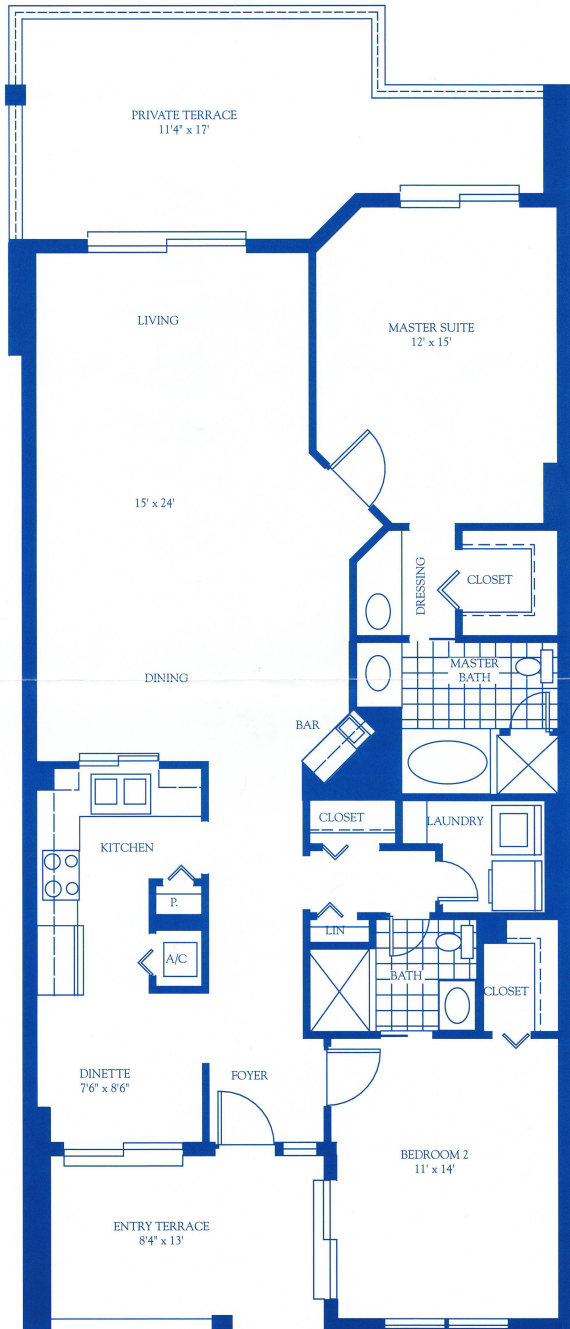 PRIVATE TERRACE
11'4" x 17'
LIVING
MASTER SUITE
12' x 15'
15' x 24'
DRESSING
CLOSET
DINING
MASTER
BATH
BAR
CLOSET
LAUNDRY
KITCHEN
P.
LIN
A/C
BATH
CLOSET
DINETTE
7'6" x 8'6"
FOYER
BEDROOM 2
11' x 14'
ENTRY TERRACE
8'4" x 13'